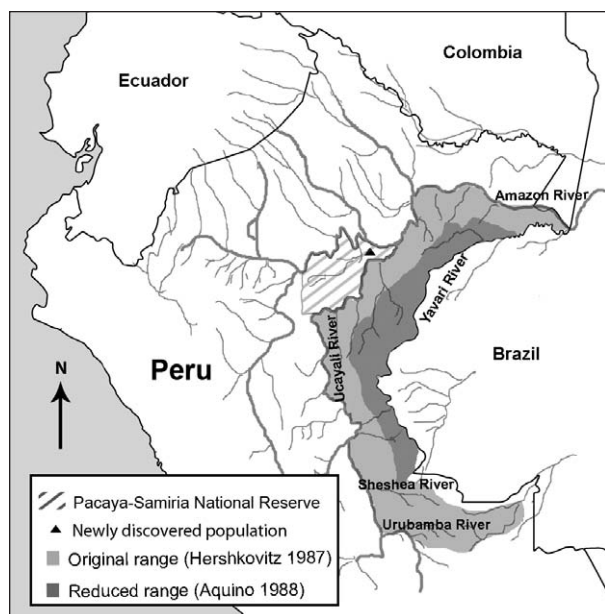 Colombia
Ecuador
Amazon River
Yavari River
Ucayali River
Brazil
Peru
N
Sheshea River
Urubamba River
Pacaya-Samiria National Reserve
Newly discovered population
Original range (Hershkovitz 1987)
Reduced range (Aquino 1988)